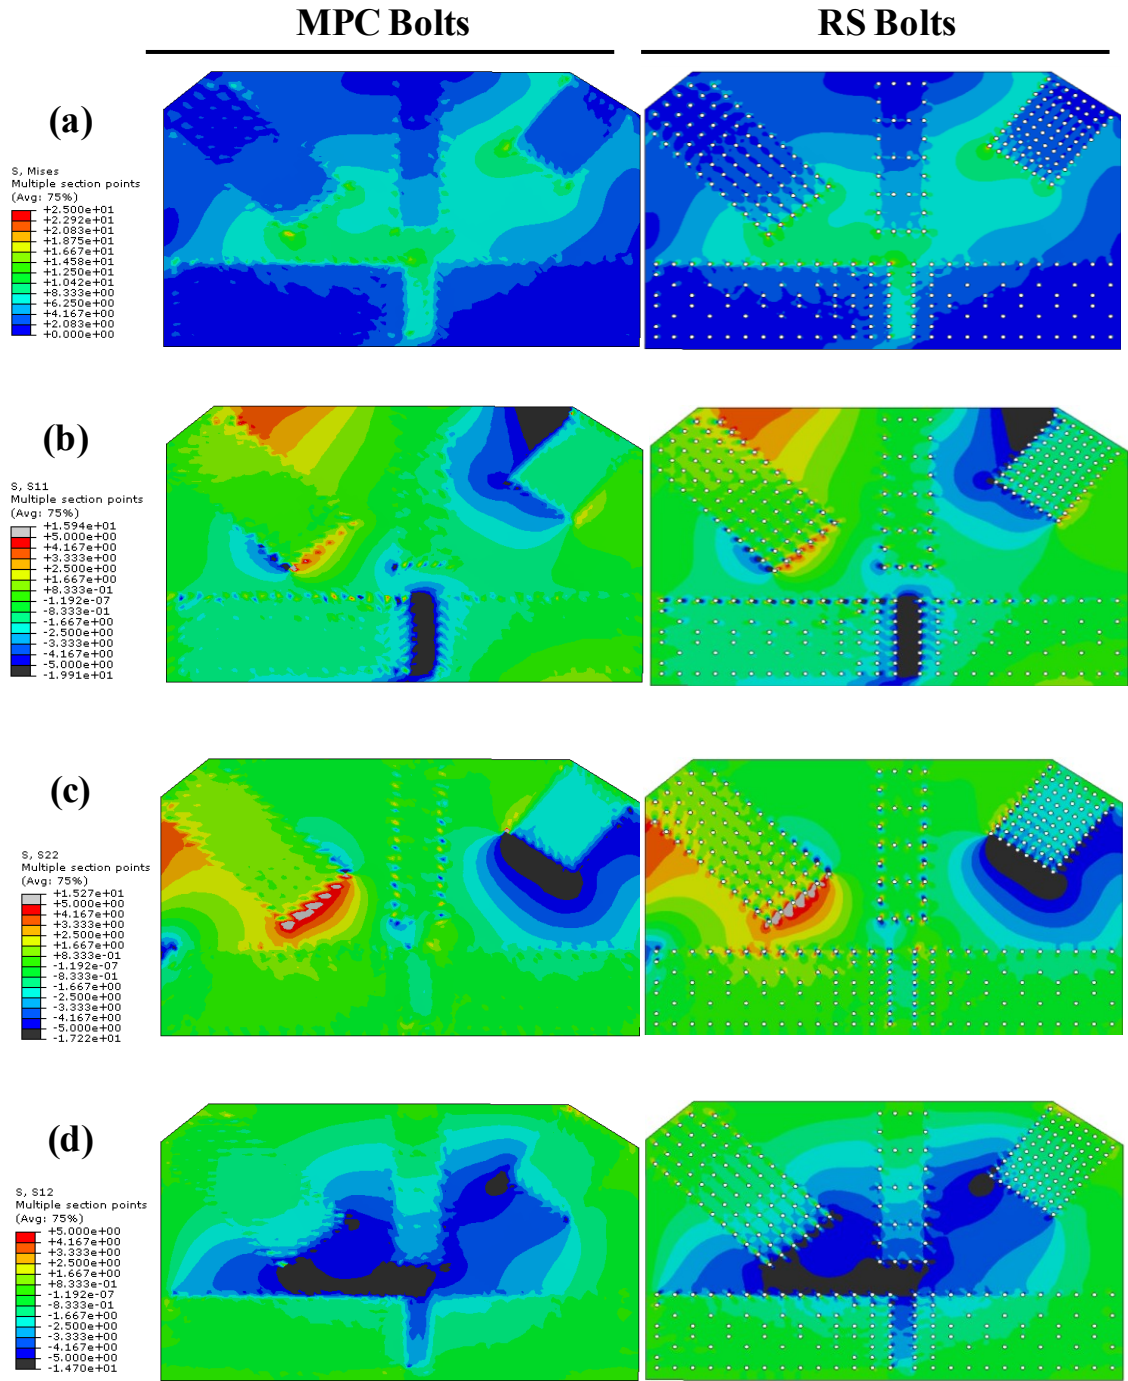 MPC Bolts
RS Bolts
(a)
S, Mises
Multiple section points
(Avg: 75%)
+2.500e+01
+2.292e+01
+2.083e+01
+1.875e+01
+1.667e+01
+1.458e+01
+1.250e+01
+1.042e+01
+8.333e+00
+6.250e+00
+4.167e+00
+2.083e+00
+0.000e+00
(b)
S, S11
Multiple section points
(Avg: 75%)
+1.594e+01
+5.000e+00
+4.167e+00
+3.333e+00
+2.500e+00
+1.667e+00
+8.333e-01
-1.192e-07
-8.333e-01
-1.667e+00
-2.500e+00
-3.333e+00
-4.167e+00
-5.000e+00
-1.991e+01
(c)
S, S22
Multiple section points
(Avg: 75%)
+1.527e+01
+5.000e+00
+4.167e+00
+3.333e+00
+2.500e+00
+1.667e+00
+8.333e-01
-1.192e-07
-8.333e-01
-1.667e+00
-2.500e+00
-3.333e+00
-4.167e+00
-5.000e+00
-1.722e+01
(d)
S, S12
Multiple section points
(Avg: 75%)
+5.000e+00
+4.167e+00
+3.333e+00
+2.500e+00
+1.667e+00
+8.333e-01
-1.192e-07
-8.333e-01
-1.667e+00
-2.500e+00
-3.333e+00
-4.167e+00
-5.000e+00
-1.470e+01